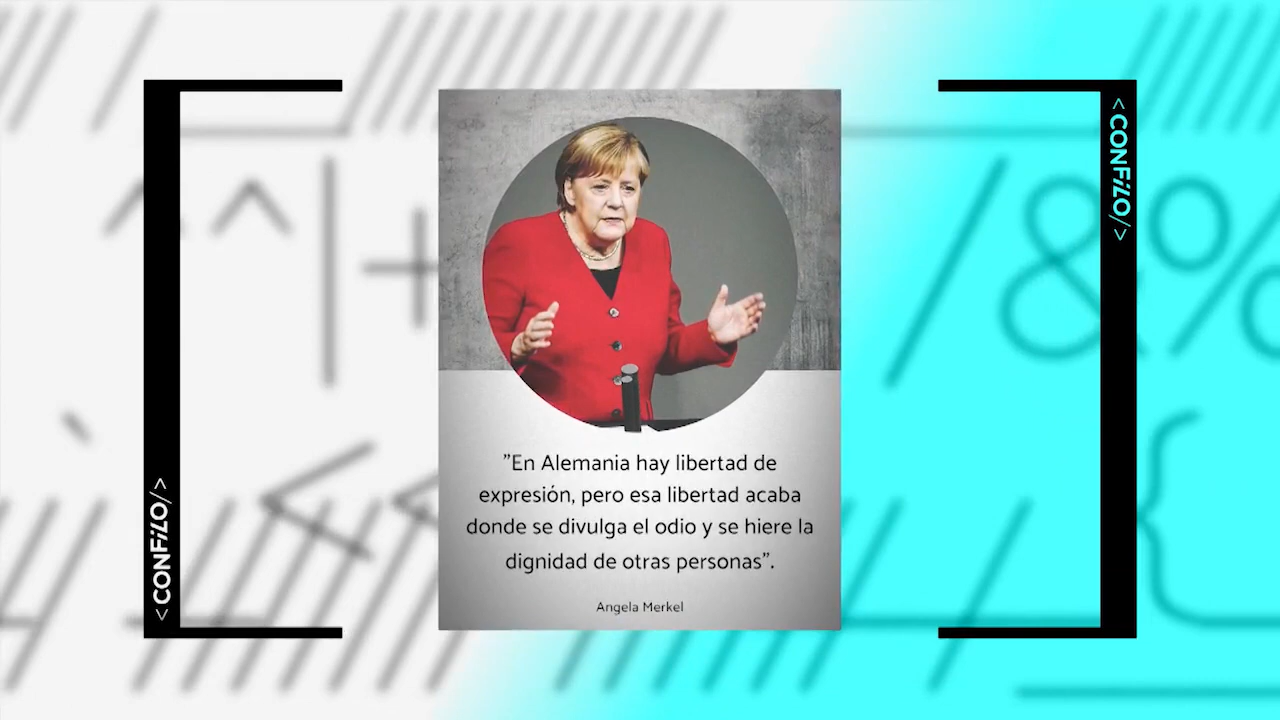 <CONFiLO/>
"En Alemania hay libertad de
expresión, pero esa libertad acaba
donde se divulga el odio y se hiere la
dignidad de otras personas".
Angela Merkel
<CONFiLO/>